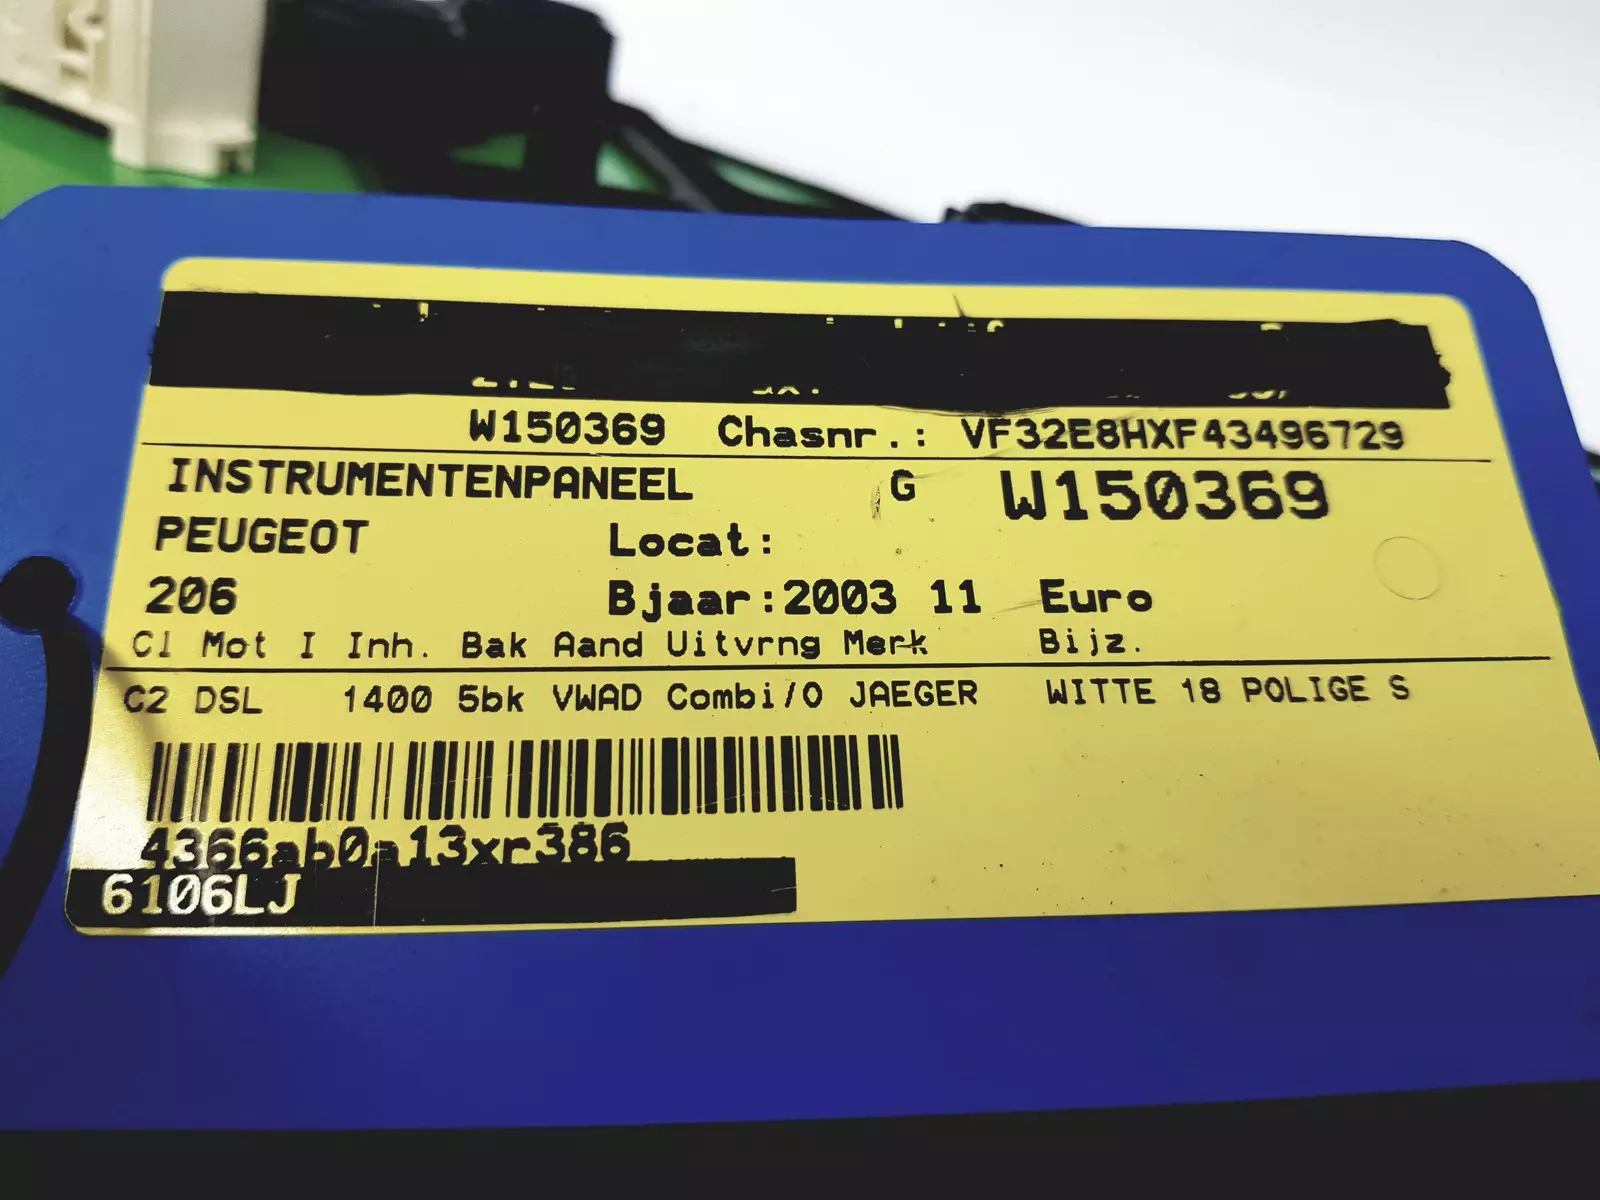 W150369 Chasnr.: VF32E8HXF43496729
INSTRUMENTENPANEEL G W150369
PEUGEOT Locat:
206 Bjaar:2003 11 Euro
Cl Mot I Inh. Bak Aand Uitvrng Merk Bijz.
C2 DSL 1400 5bk VWAD Combi/O JAEGER WITTE 18 POLIGE S
4366ab0a13xr386
6106LJ